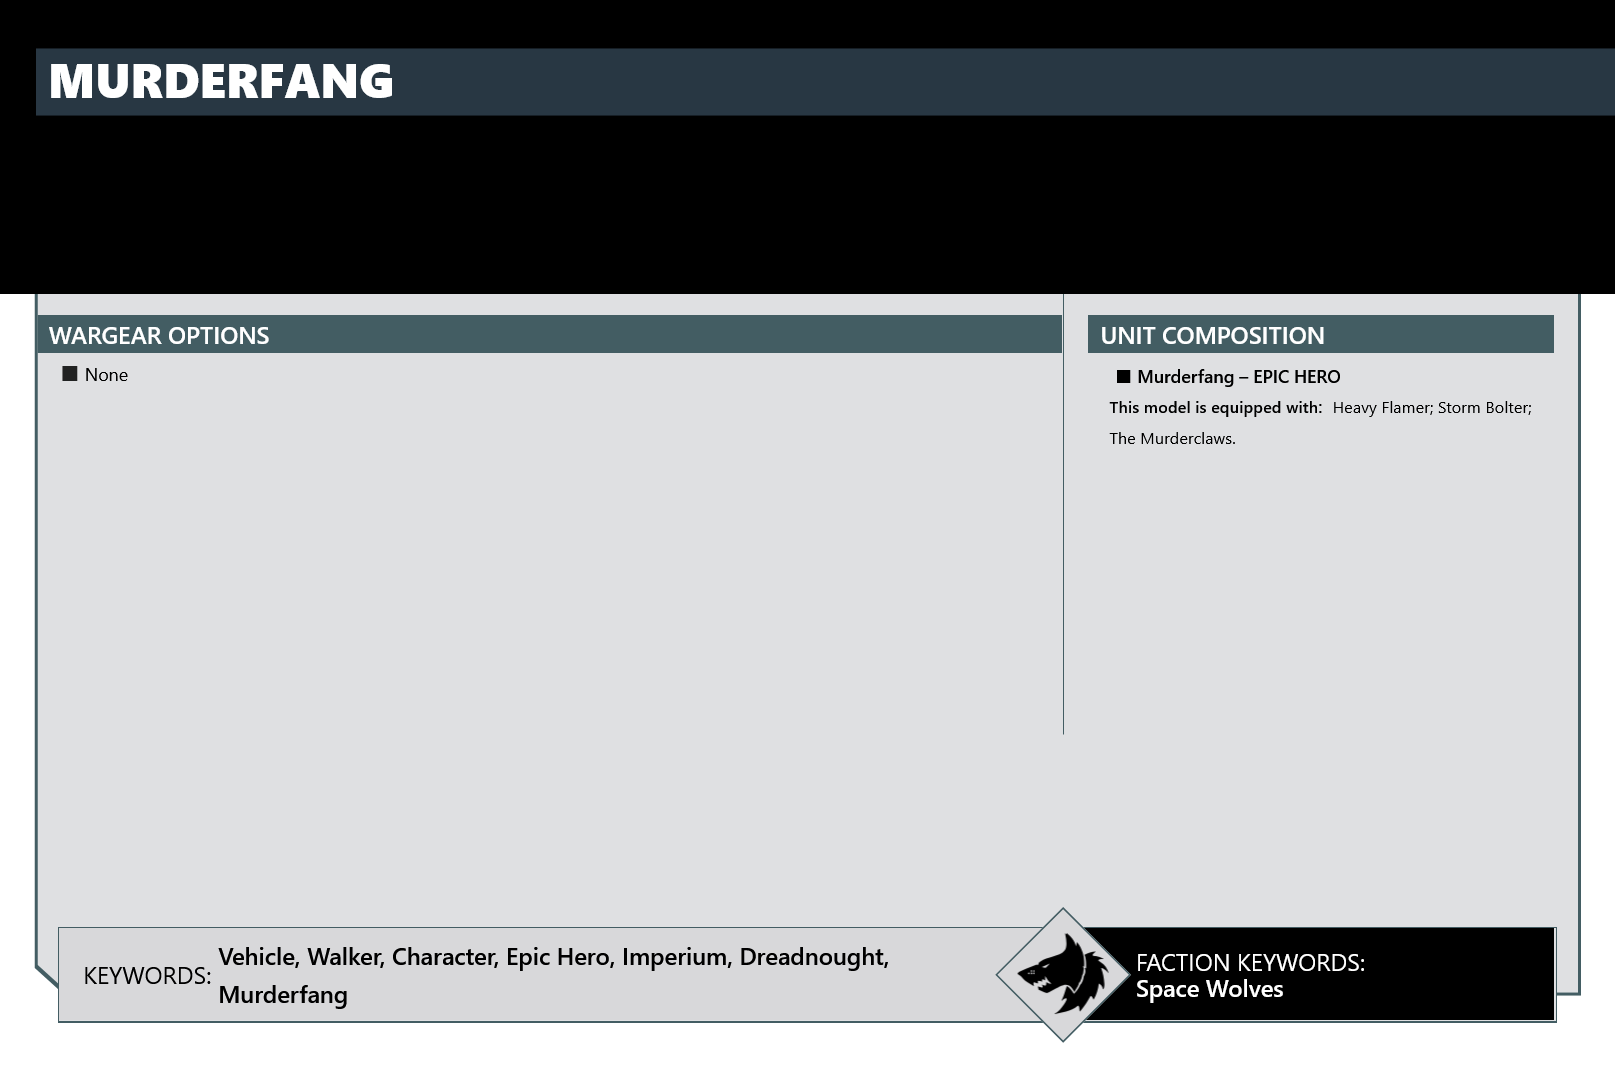 MURDERFANG
WARGEAR OPTIONS
■ None
UNIT COMPOSITION
■ Murderfang – EPIC HERO
This model is equipped with: Heavy Flamer; Storm Bolter;
The Murderclaws.
KEYWORDS: Vehicle, Walker, Character, Epic Hero, Imperium, Dreadnought,
Murderfang
FACTION KEYWORDS:
Space Wolves